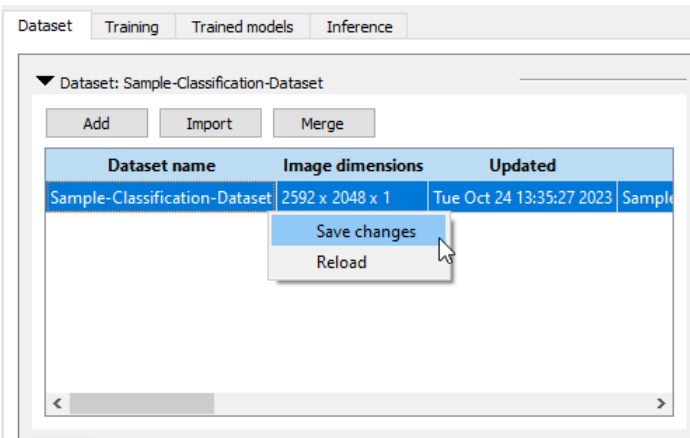 Dataset Training Trained models Inference
Dataset: Sample-Classification-Dataset
Add Import Merge
Dataset name Image dimensions Updated
Sample-Classification-Dataset 2592 x 2048 x 1 Tue Oct 24 13:35:27 2023 Sample
Save changes
Reload